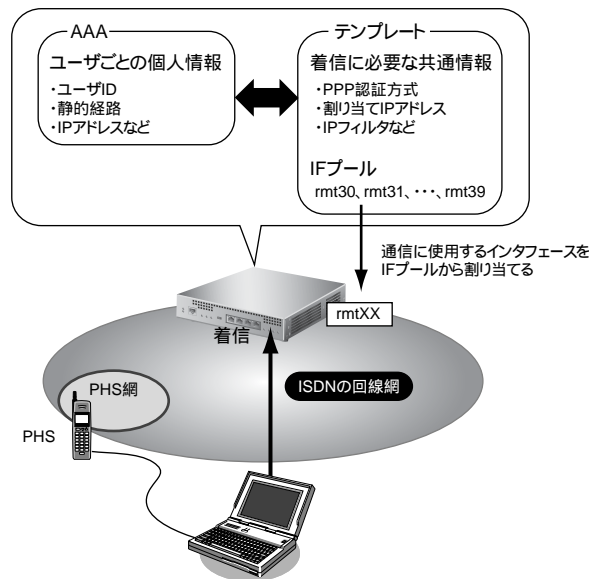 AAA
ユーザごとの個人情報
・ユーザID
・静的経路
・IPアドレスなど
テンプレート
着信に必要な共通情報
・PPP認証方式
・割り当てIPアドレス
・IPフィルタなど
IFプール
rmt30、rmt31、・・・、rmt39
通信に使用するインタフェースを
IFプールから割り当てる
rmtXX
着信
ISDNの回線網
PHS網
PHS